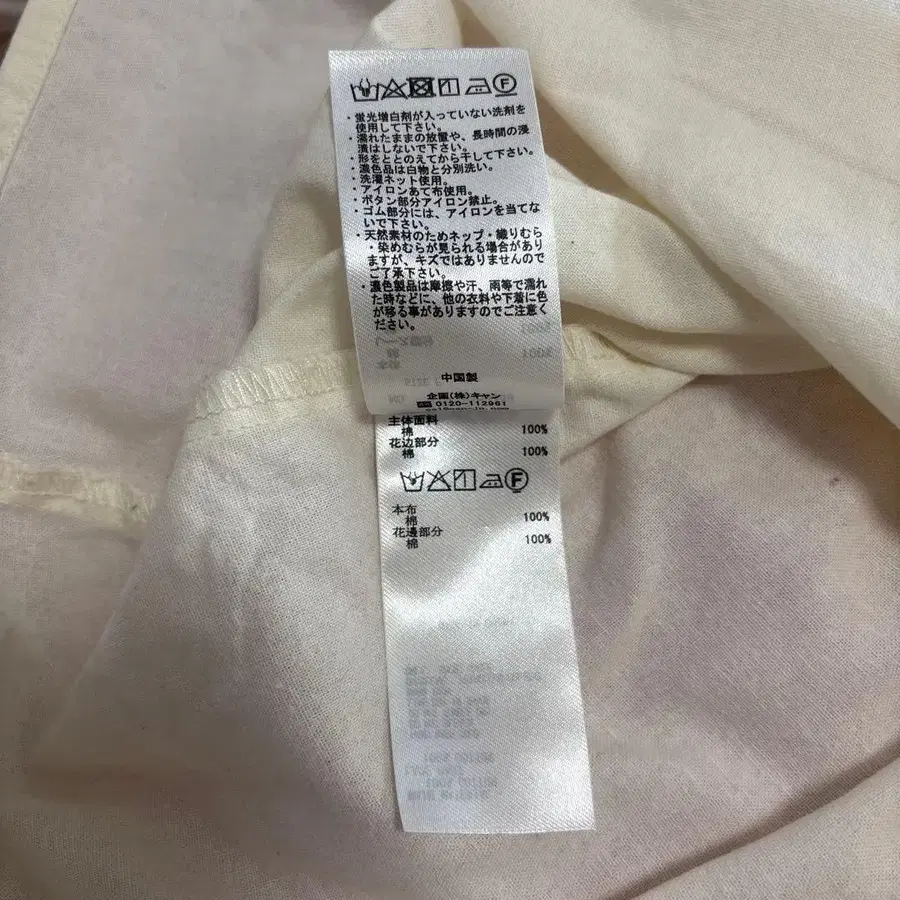 ・蛍光増白剤が入っていない洗剤を
使用して下さい。
・濡れたままの放置や、長時間の浸
漬はしないで下さい。
・形をととのえてから干して下さい。
・濃色品は白物と分別洗い。
・洗濯ネット使用。
・アイロンあて布使用。
・ボタン部分アイロン禁止。
・ゴム部分には、アイロンを当てな
いで下さい。
・天然素材のためネップ・織りむら
・染めむらが見られる場合があり
ますが、キズではありませんのでご了承下さい。
・濃色製品は摩擦や汗、雨等で濡れ
た時などに、他の衣料や下着に色
が移る事がありますのでご注意く
ださい。
中国製
企画(株)キャン
0120-112961
主体面料
棉 100%
花边部分
棉 100%
F
本布
棉 100%
花邊部分
棉 100%